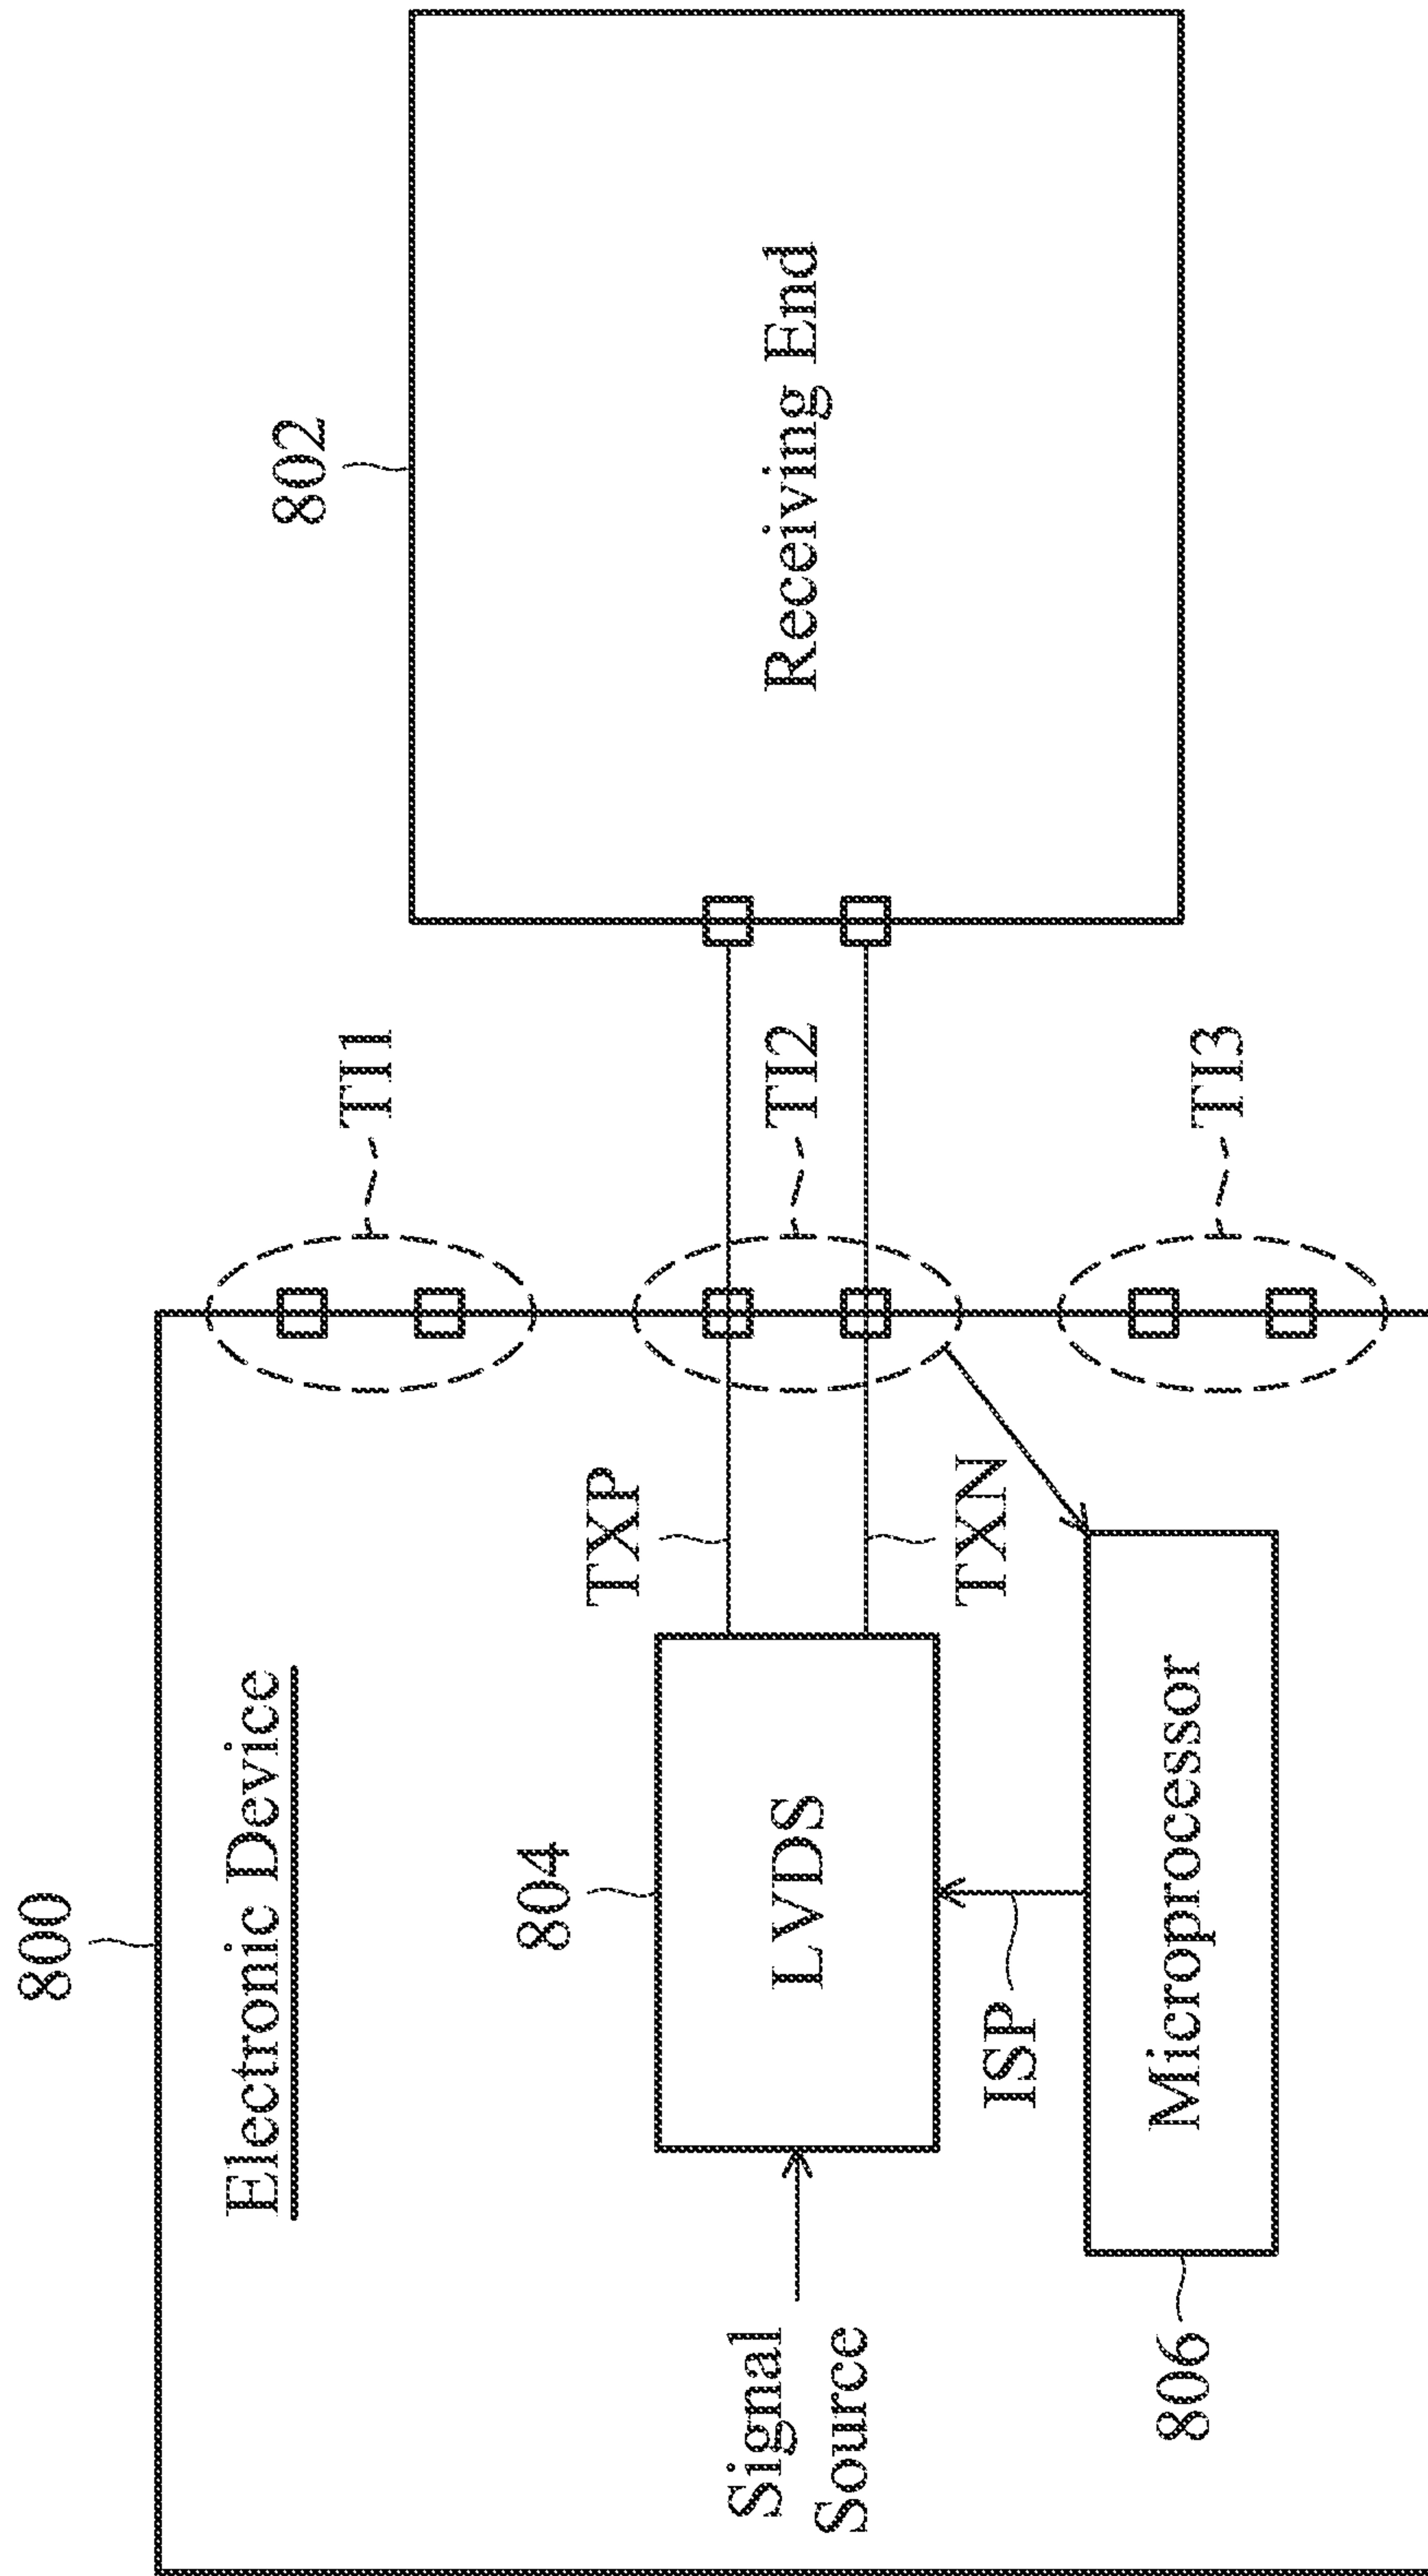 800
Electronic Device
802
TI1
804
LVDS
TXP
TI2
Receiving End
Signal
Source
ISP
TXN
Microprocessor
TI3
806